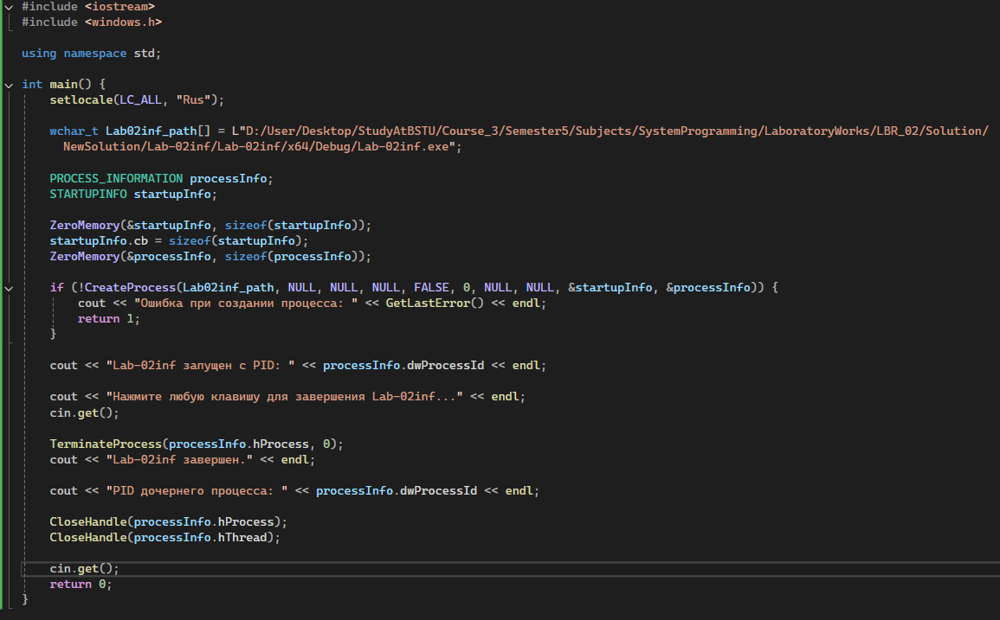 #include <iostream>
#include <windows.h>
using namespace std;
int main() {
setlocale(LC_ALL, "Rus");
wchar_t Lab02inf_path[] = L"D:/User/Desktop/StudyAtBSTU/Course_3/Semester5/Subjects/SystemProgramming/LaboratoryWorks/LBR_02/Solution/
NewSolution/Lab-02inf/Lab-02inf/x64/Debug/Lab-02inf.exe";
PROCESS_INFORMATION processInfo;
STARTUPINFO startupInfo;
ZeroMemory(&startupInfo, sizeof(startupInfo));
startupInfo.cb = sizeof(startupInfo);
ZeroMemory(&processInfo, sizeof(processInfo));
if (!CreateProcess(Lab02inf_path, NULL, NULL, NULL, FALSE, 0, NULL, NULL, &startupInfo, &processInfo)) {
cout << "Ошибка при создании процесса: " << GetLastError() << endl;
return 1;
}
cout << "Lab-02inf запущен с PID: " << processInfo.dwProcessId << endl;
cout << "Нажмите любую клавишу для завершения Lab-02inf..." << endl;
cin.get();
TerminateProcess(processInfo.hProcess, 0);
cout << "Lab-02inf завершен." << endl;
cout << "PID дочернего процесса: " << processInfo.dwProcessId << endl;
CloseHandle(processInfo.hProcess);
CloseHandle(processInfo.hThread);
cin.get();
return 0;
}